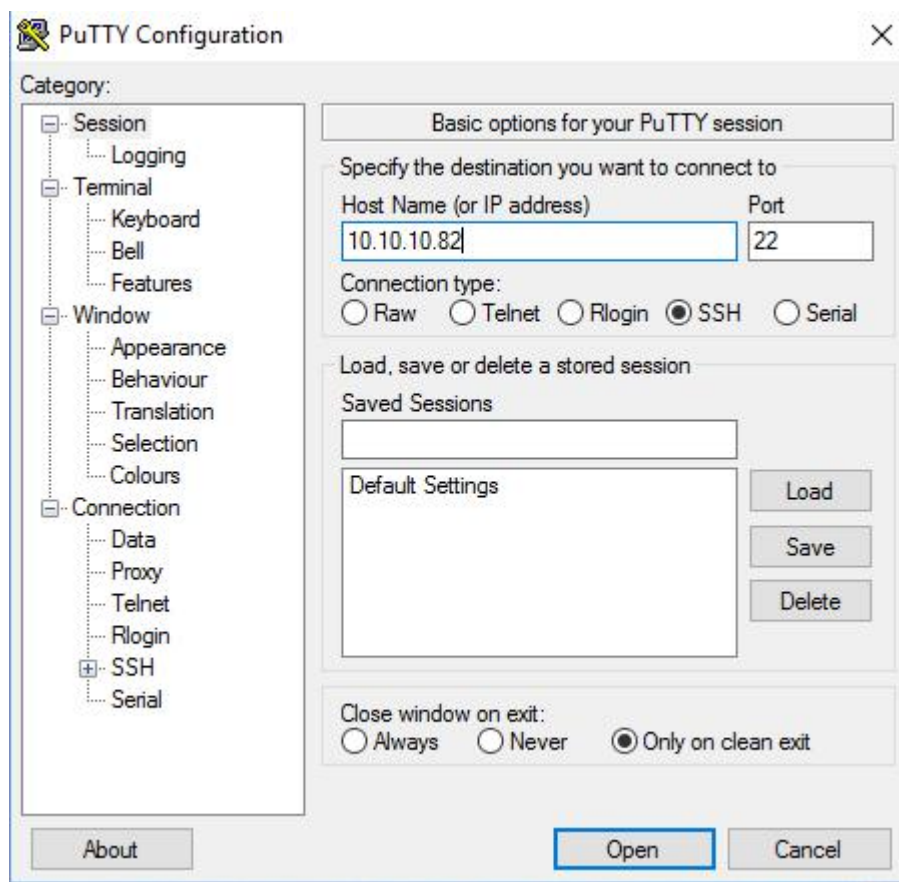 PuTTY Configuration
Category:
Session
Logging
Terminal
Keyboard
Bell
Features
Window
Appearance
Behaviour
Translation
Selection
Colours
Connection
Data
Proxy
Telnet
Rlogin
SSH
Serial
Basic options for your PuTTY session
Specify the destination you want to connect to
Host Name (or IP address) Port
10.10.10.82 22
Connection type:
Raw Telnet Rlogin SSH Serial
Load, save or delete a stored session
Saved Sessions
Default Settings
Load
Save
Delete
Close window on exit:
Always Never Only on clean exit
About Open Cancel